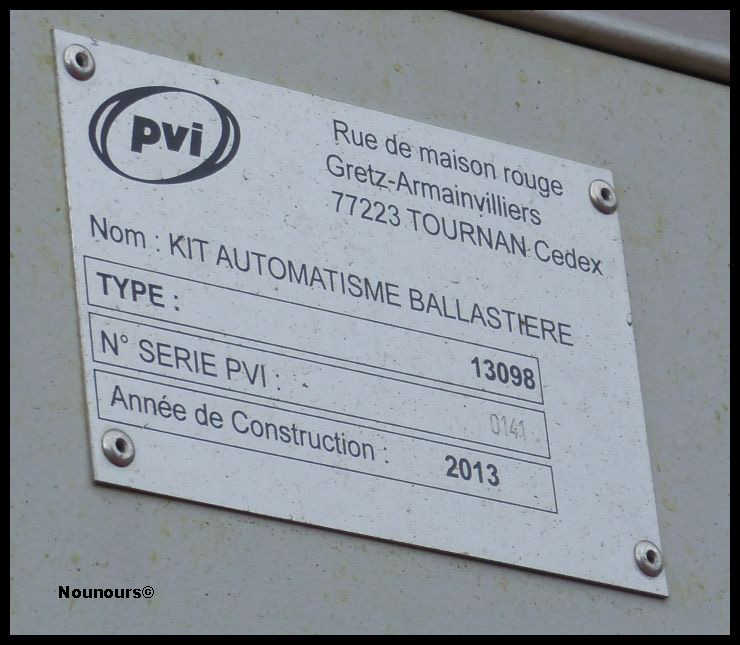 pvi
Rue de maison rouge
Gretz-Armainvilliers
77223 TOURNAN Cedex
Nom : KIT AUTOMATISME BALLASTIERE
TYPE : 13098
N° SERIE PVI : 0141
Année de Construction : 2013
Nounours©